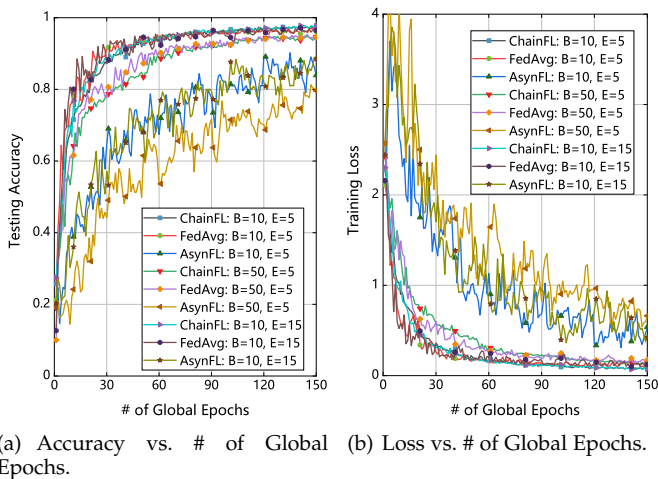 1
0.8
0.6
0.4
0.2
0
Testing Accuracy
0 30 60 90 120 150
# of Global Epochs
ChainFL: B=10, E=5
FedAvg: B=10, E=5
AsynFL: B=10, E=5
ChainFL: B=50, E=5
FedAvg: B=50, E=5
AsynFL: B=50, E=5
ChainFL: B=10, E=15
FedAvg: B=10, E=15
AsynFL: B=10, E=15
(a) Accuracy vs. # of Global
Epochs.
4
3
2
1
0
Training Loss
0 30 60 90 120 150
# of Global Epochs
ChainFL: B=10, E=5
FedAvg: B=10, E=5
AsynFL: B=10, E=5
ChainFL: B=50, E=5
FedAvg: B=50, E=5
AsynFL: B=50, E=5
ChainFL: B=10, E=15
FedAvg: B=10, E=15
AsynFL: B=10, E=15
(b) Loss vs. # of Global Epochs.